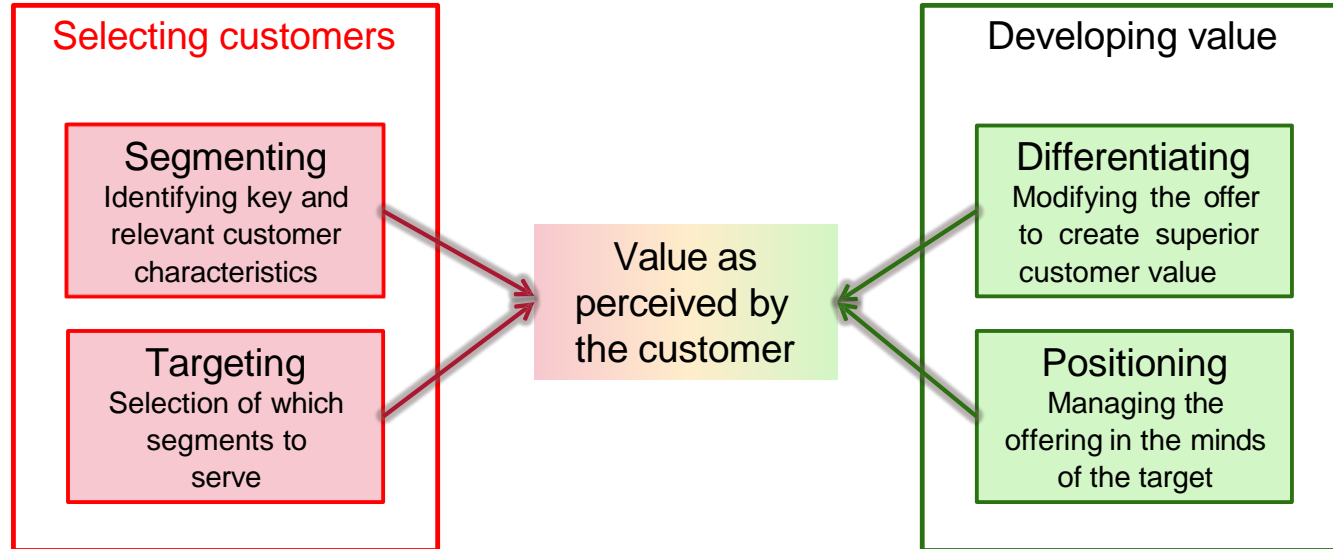 Selecting customers
Segmenting
Identifying key and
relevant customer
characteristics
Targeting
Selection of which
segments to
serve
Value as
perceived by
the customer
Developing value
Differentiating
Modifying the offer
to create superior
customer value
Positioning
Managing the
offering in the minds
of the target